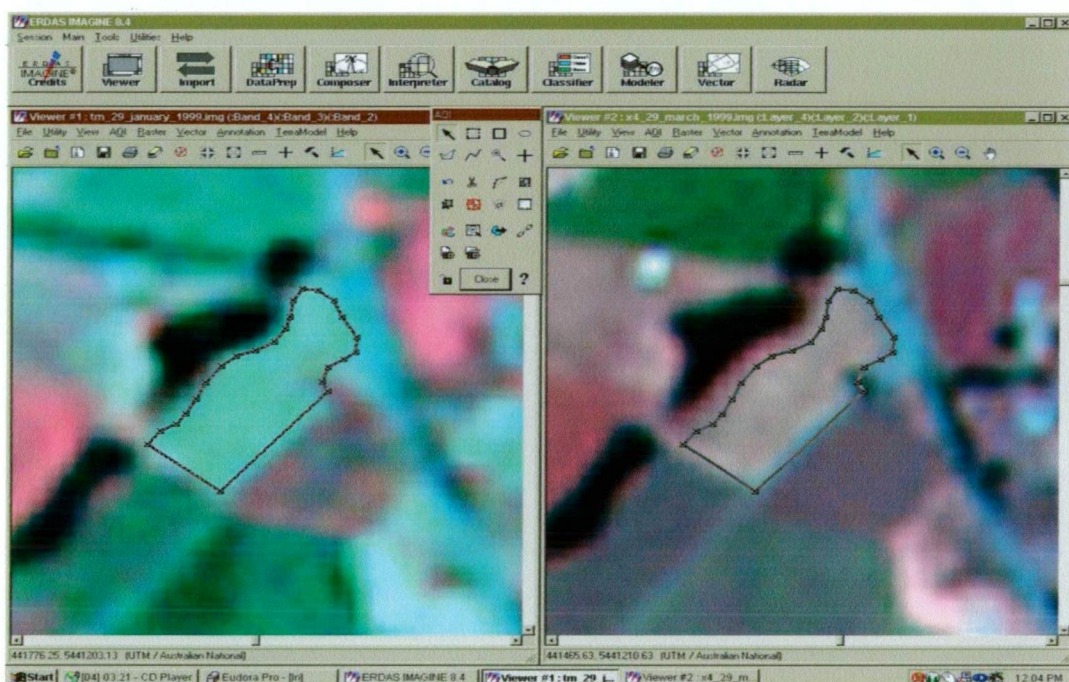 ERDAS IMAGINE 8.4
Session Main Tools Utilities Help
ERDAS
IMAGINE®
Credits Viewer Import DataPrep Composer Interpreter Catalog Classifier Modeler Vector Radar
Viewer #1 : tm_29_january_1999.img (:Band_4)(:Band_3)(:Band_2)
File Utility View AOI Raster Vector Annotation TerraModel Help
AOI
Close ?
Viewer #2 : x4_29_march_1999.img (:Layer_4)(:Layer_2)(:Layer_1)
File Utility View AOI Raster Vector Annotation TerraModel Help
441776.25, 5441203.13 (UTM / Australian National)
441465.63, 5441210.63 (UTM / Australian National)
Start [04] 03:21 - CD Player Eudora Pro - [In] ERDAS IMAGINE 8.4 Viewer #1 : tm_29_j... Viewer #2 : x4_29_m... 12:04 PM